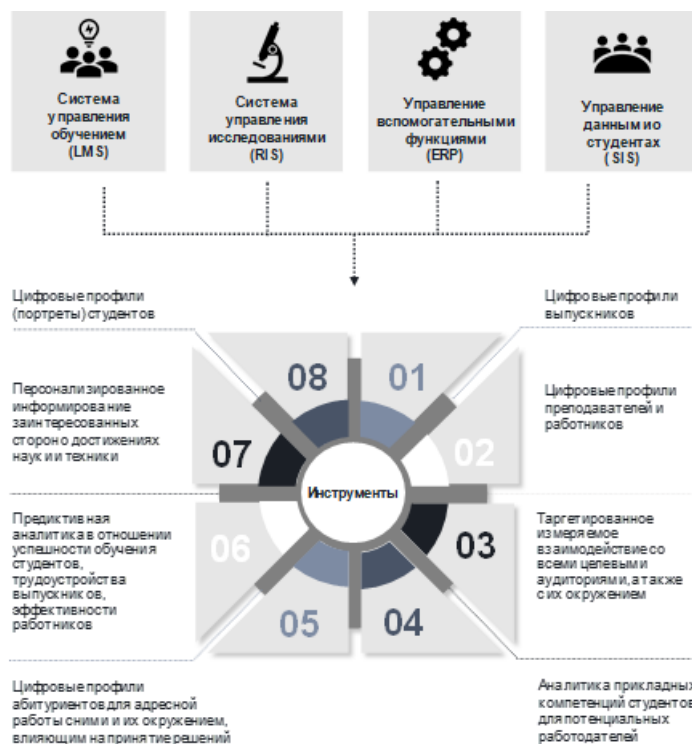 Система
управления
обучением
(LMS)
Система
управления
исследованиями
(RIS)
Управление
вспомогательными
функциями
(ERP)
Управление
данными о
студентах
(SIS)
Цифровые профили
(портреты) студентов
Цифровые профили
выпускников
08
01
Персонализированное
информирование
заинтересованных
сторон о достижениях
науки и техники
Цифровые профили
преподавателей и
работников
07
02
Инструменты
Предиктивная
аналитика в отношении
успешности обучения
студентов,
трудоустройства
выпускников,
эффективности
работников
Таргетированное
измеряемое
взаимодействие со
всеми целевыми
аудиториями, а также
с их окружением
06
03
05
04
Цифровые профили
абитуриентов для адресной
работы с ними и их окружением,
влияющим на принятие решений
Аналитика прикладных
компетенций студентов
для потенциальных
работодателей